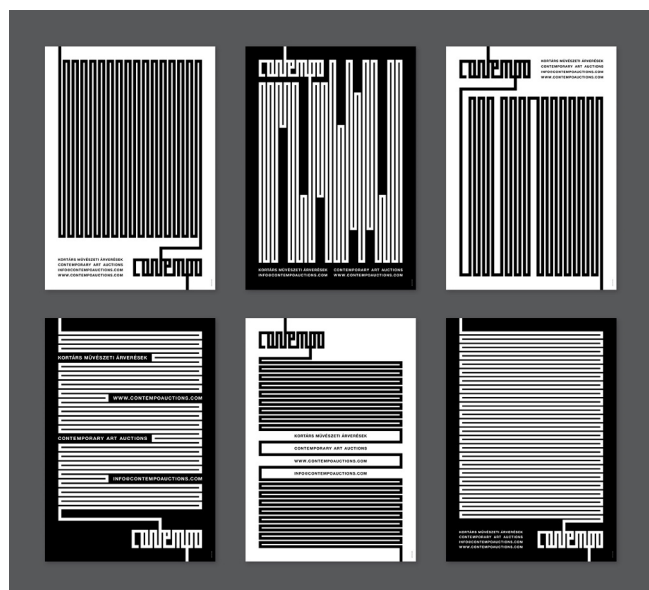 KORTÁRS MŰVÉSZETI ÁRVERÉSEK
CONTEMPORARY ART AUCTIONS
INFO@CONTEMPOAUCTIONS.COM
WWW.CONTEMPOAUCTIONS.COM
contempo
contempo
KORTÁRS MŰVÉSZETI ÁRVERÉSEK CONTEMPORARY ART AUCTIONS
INFO@CONTEMPOAUCTIONS.COM WWW.CONTEMPOAUCTIONS.COM
contempo
KORTÁRS MŰVÉSZETI ÁRVERÉSEK
CONTEMPORARY ART AUCTIONS
INFO@CONTEMPOAUCTIONS.COM
WWW.CONTEMPOAUCTIONS.COM
KORTÁRS MŰVÉSZETI ÁRVERÉSEK
WWW.CONTEMPOAUCTIONS.COM
CONTEMPORARY ART AUCTIONS
INFO@CONTEMPOAUCTIONS.COM
contempo
contempo
KORTÁRS MŰVÉSZETI ÁRVERÉSEK
CONTEMPORARY ART AUCTIONS
WWW.CONTEMPOAUCTIONS.COM
INFO@CONTEMPOAUCTIONS.COM
KORTÁRS MŰVÉSZETI ÁRVERÉSEK
CONTEMPORARY ART AUCTIONS
INFO@CONTEMPOAUCTIONS.COM
WWW.CONTEMPOAUCTIONS.COM
contempo